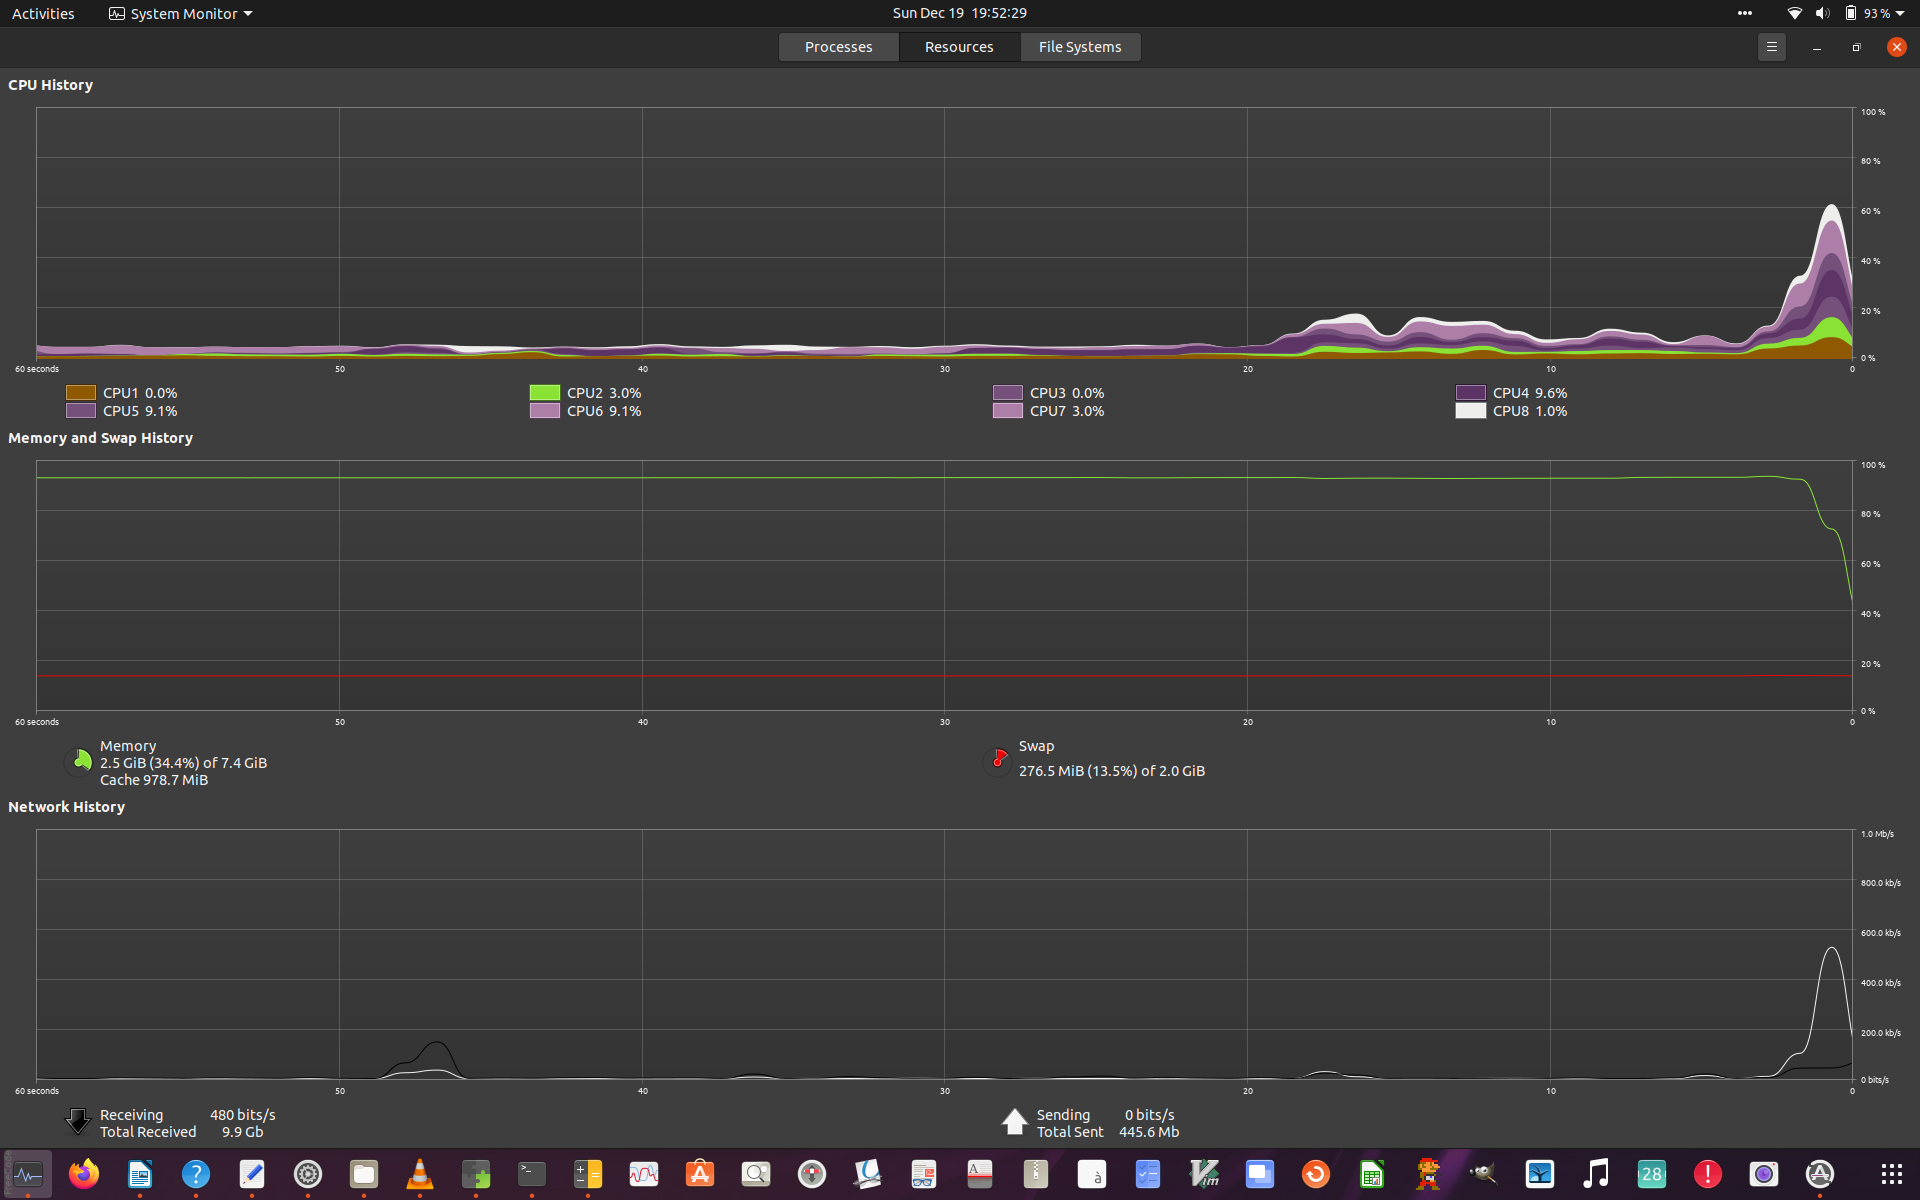 Activities System Monitor Sun Dec 19 19:52:29 93 %
Processes Resources File Systems
CPU History
100 %
80 %
60 %
40 %
20 %
0 %
60 seconds 50 40 30 20 10 0
CPU1 0.0% CPU2 3.0% CPU3 0.0% CPU4 9.6%
CPU5 9.1% CPU6 9.1% CPU7 3.0% CPU8 1.0%
Memory and Swap History
100 %
80 %
60 %
40 %
20 %
0 %
60 seconds 50 40 30 20 10 0
Memory
2.5 GiB (34.4%) of 7.4 GiB
Cache 978.7 MiB
Swap
276.5 MiB (13.5%) of 2.0 GiB
Network History
1.0 Mb/s
800.0 kb/s
600.0 kb/s
400.0 kb/s
200.0 kb/s
0 bits/s
60 seconds 50 40 30 20 10 0
Receiving 480 bits/s
Total Received 9.9 Gb
Sending 0 bits/s
Total Sent 445.6 Mb
? >_ A à Vim 28 !